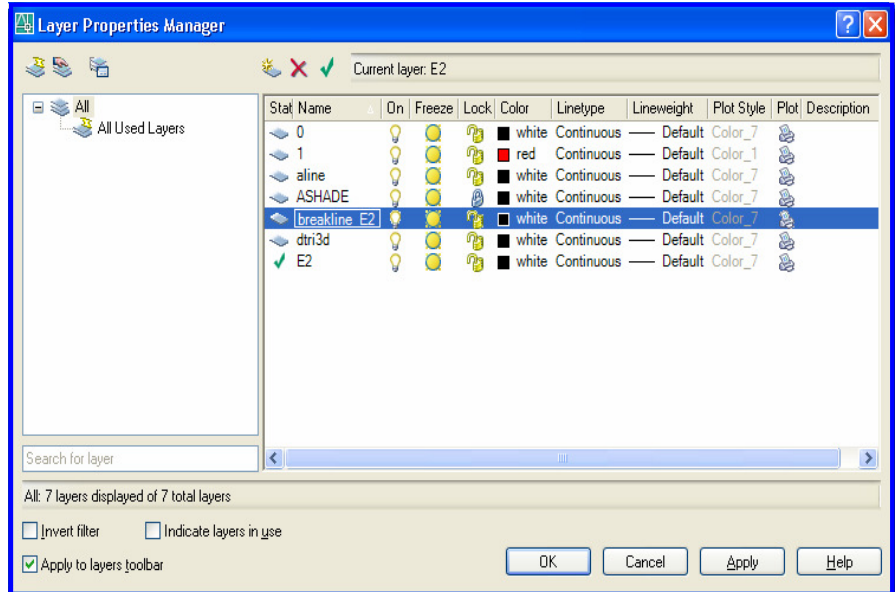 Layer Properties Manager
Current layer: E2
All
All Used Layers
Stat Name On Freeze Lock Color Linetype Lineweight Plot Style Plot Description
0 white Continuous Default Color_7
1 red Continuous Default Color_1
aline white Continuous Default Color_7
ASHADE white Continuous Default Color_7
breakline_E2 white Continuous Default Color_7
dtri3d white Continuous Default Color_7
E2 white Continuous Default Color_7
Search for layer
All: 7 layers displayed of 7 total layers
Invert filter Indicate layers in use
Apply to layers toolbar
OK Cancel Apply Help